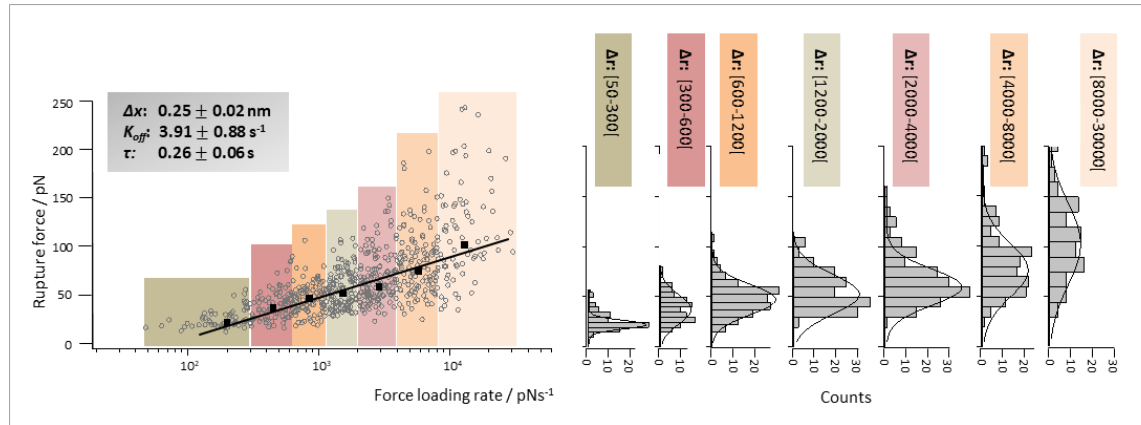 Δx: 0.25 ± 0.02 nm
K_off: 3.91 ± 0.88 s⁻¹
τ: 0.26 ± 0.06 s
Rupture force / pN
250
200
150
100
50
0
10²
10³
10⁴
Force loading rate / pNs⁻¹
Δr: [50-300[
Δr: [300-600[
Δr: [600-1200[
Δr: [1200-2000[
Δr: [2000-4000[
Δr: [4000-8000[
Δr: [8000-30000[
0 10 20
0 10
0 10 20 30
0 10 20 30
0 10 20 30
0 10 20 30
0 10 20 30
Counts